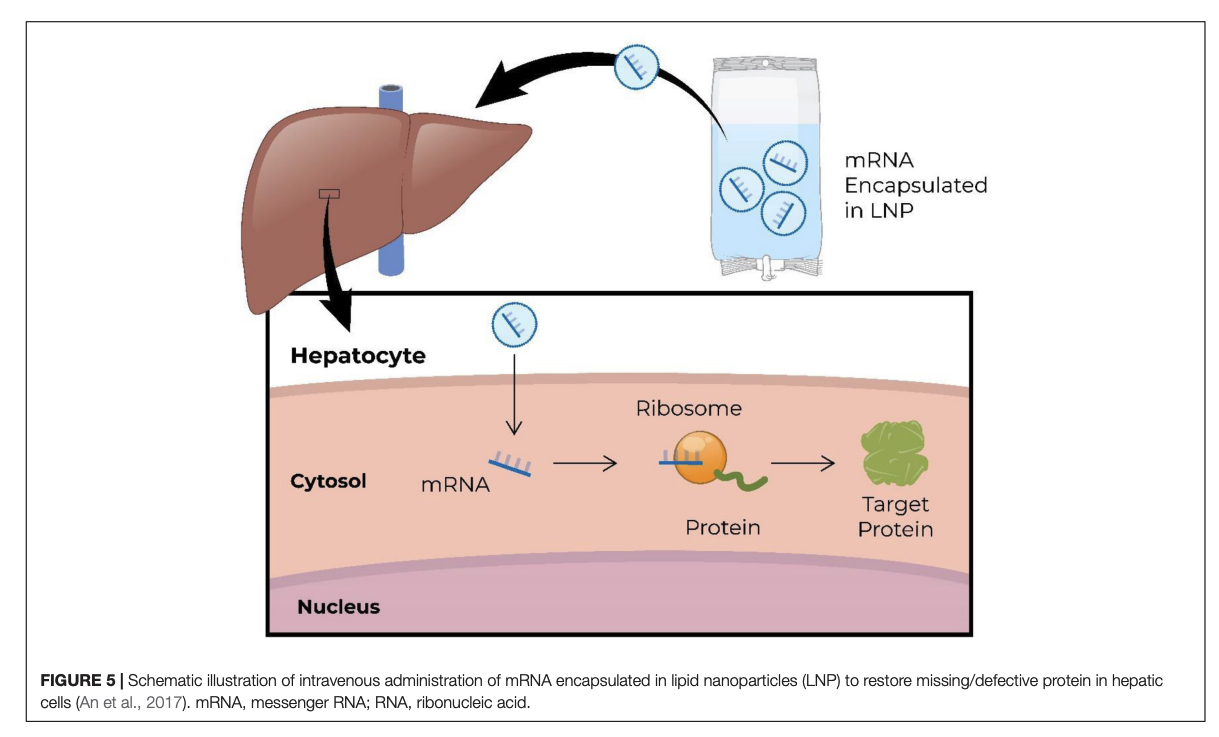 mRNA
Encapsulated
in LNP
Hepatocyte
Ribosome
Cytosol
mRNA
Protein
Target
Protein
Nucleus
FIGURE 5 | Schematic illustration of intravenous administration of mRNA encapsulated in lipid nanoparticles (LNP) to restore missing/defective protein in hepatic
cells (An et al., 2017). mRNA, messenger RNA; RNA, ribonucleic acid.